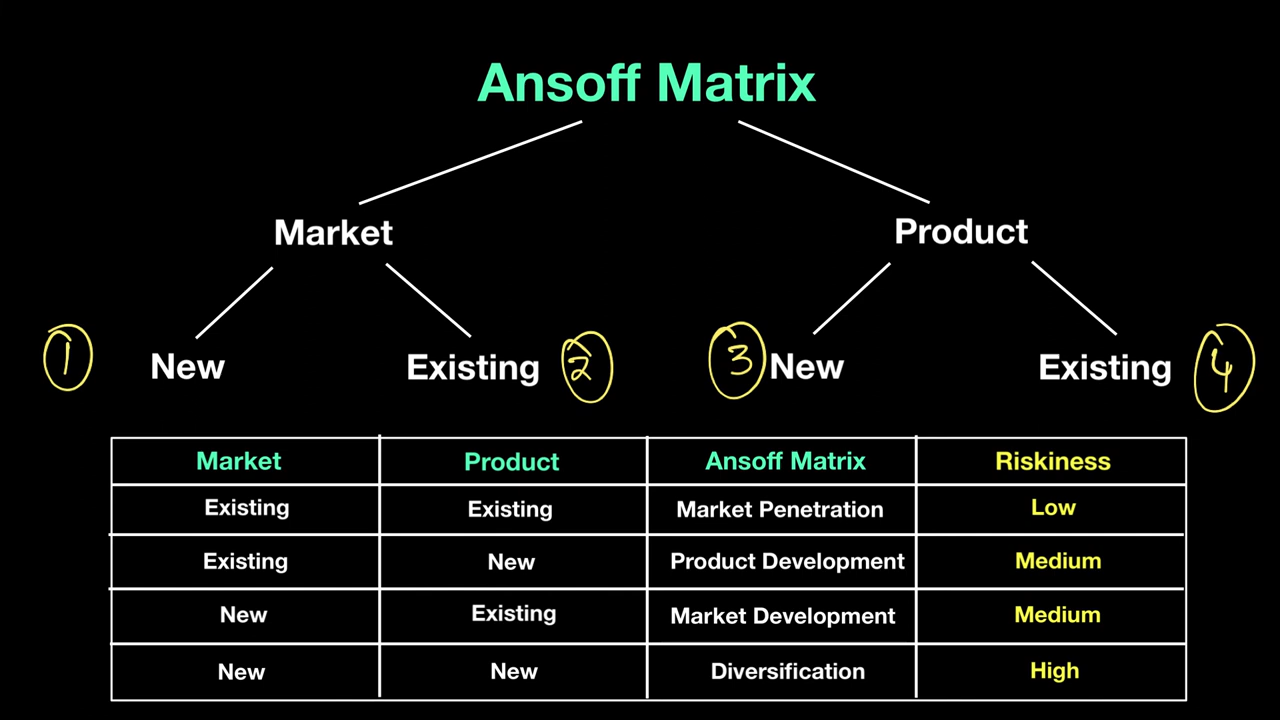 Ansoff Matrix
Market Product
1 New Existing 2 3 New Existing 4
Market Product Ansoff Matrix Riskiness
Existing Existing Market Penetration Low
Existing New Product Development Medium
New Existing Market Development Medium
New New Diversification High